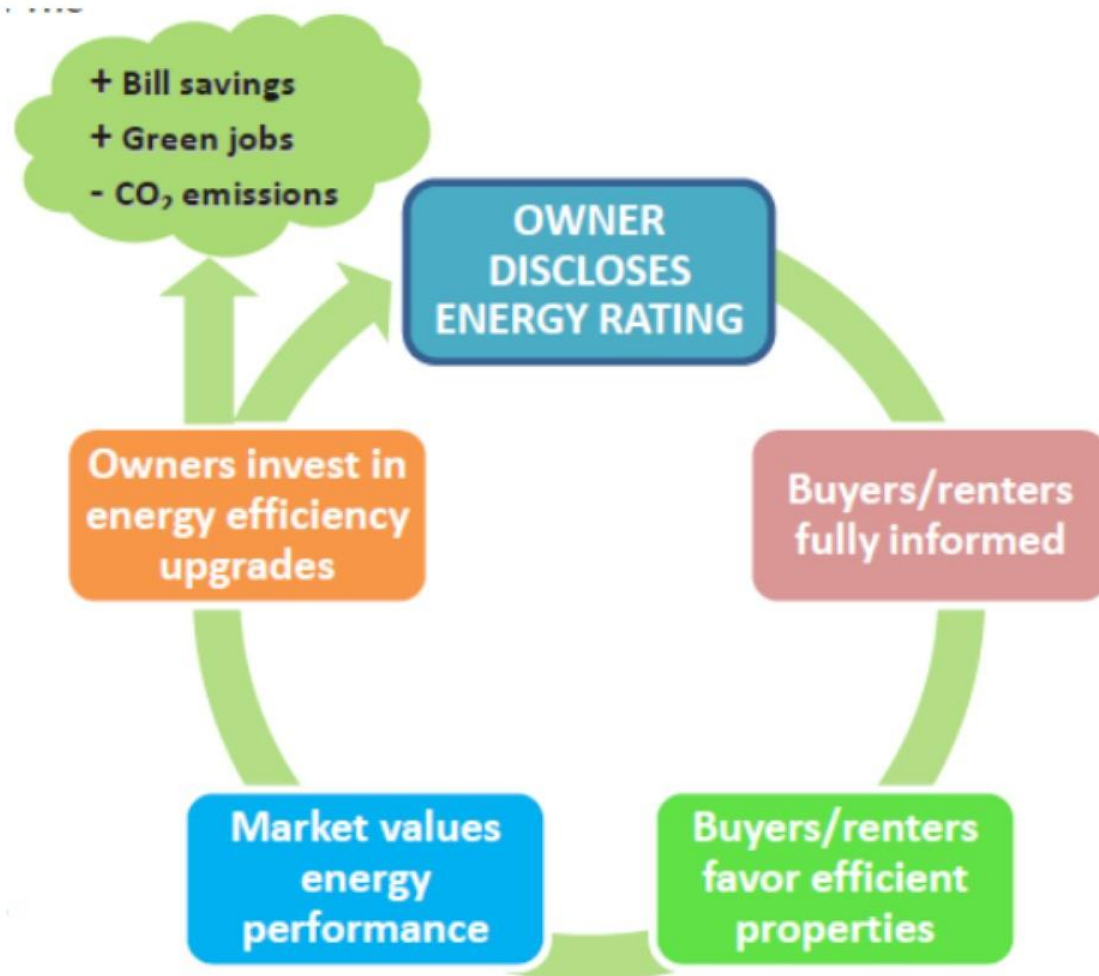 + Bill savings
+ Green jobs
- CO₂ emissions
OWNER
DISCLOSES
ENERGY RATING
Buyers/renters
fully informed
Buyers/renters
favor efficient
properties
Market values
energy
performance
Owners invest in
energy efficiency
upgrades